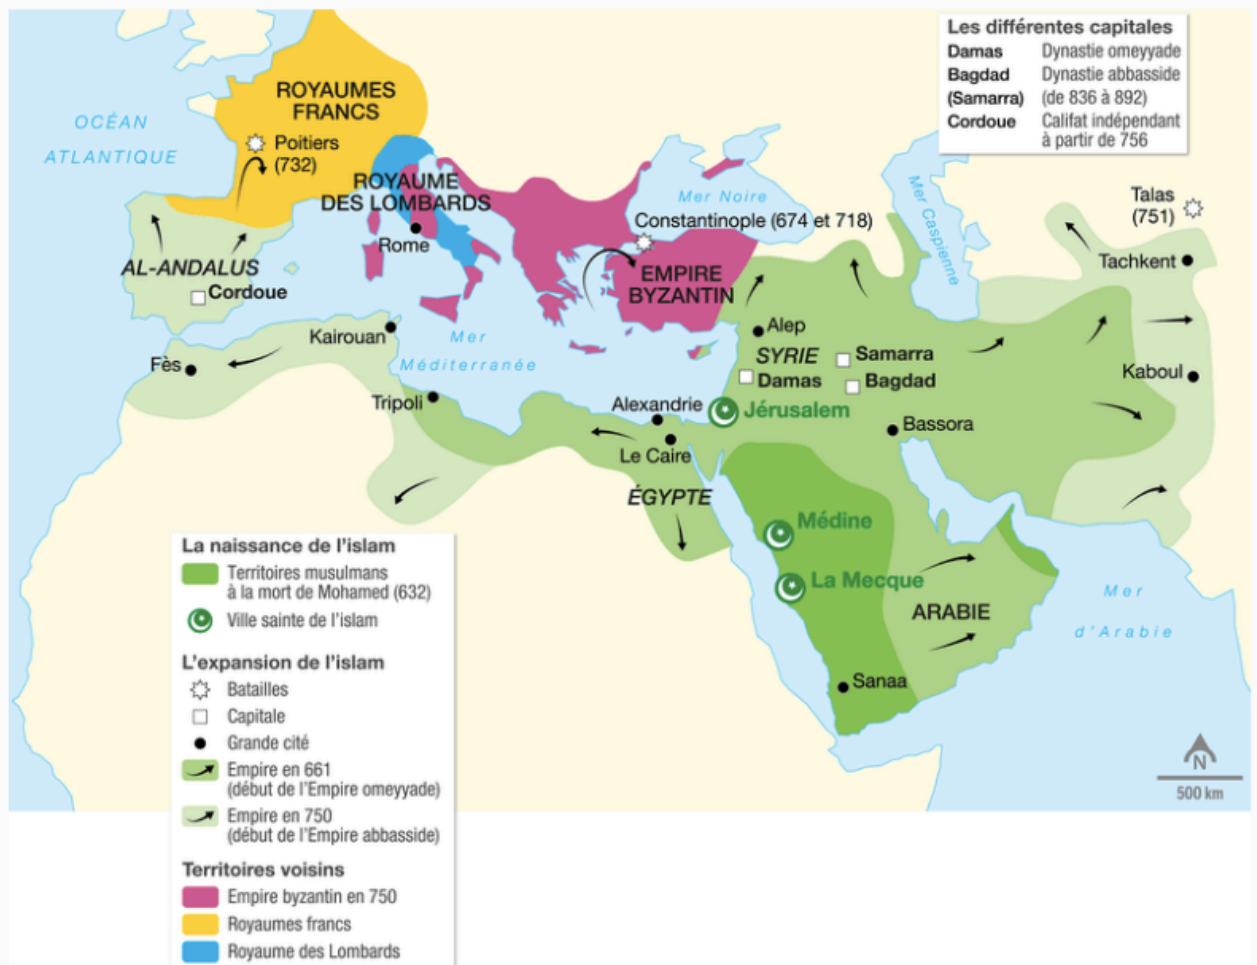 Les différentes capitales
Damas Dynastie omeyyade
Bagdad Dynastie abbasside
(Samarra) (de 836 à 892)
Cordoue Califat indépendant
à partir de 756
ROYAUMES
FRANCS
OCÉAN
ATLANTIQUE
Poitiers
(732)
ROYAUME
DES LOMBARDS
Rome
Mer Noire
Constantinople (674 et 718)
Mer Caspienne
Talas
(751)
Tachkent
AL-ANDALUS
Cordoue
EMPIRE
BYZANTIN
Kairouan
Mer
Méditerranée
Fès
Alep
SYRIE
Samarra
Damas
Bagdad
Kaboul
Tripoli
Alexandrie
Jérusalem
Bassora
Le Caire
ÉGYPTE
Médine
La Mecque
ARABIE
Mer
d'Arabie
Sanaa
N
500 km
La naissance de l'islam
Territoires musulmans
à la mort de Mohamed (632)
Ville sainte de l'islam
L'expansion de l'islam
Batailles
Capitale
Grande cité
Empire en 661
(début de l'Empire omeyyade)
Empire en 750
(début de l'Empire abbasside)
Territoires voisins
Empire byzantin en 750
Royaumes francs
Royaume des Lombards